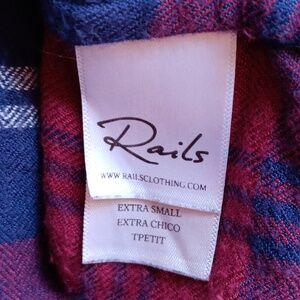 Rails
WWW.RAILSCLOTHING.COM
EXTRA SMALL
EXTRA CHICO
TPETIT